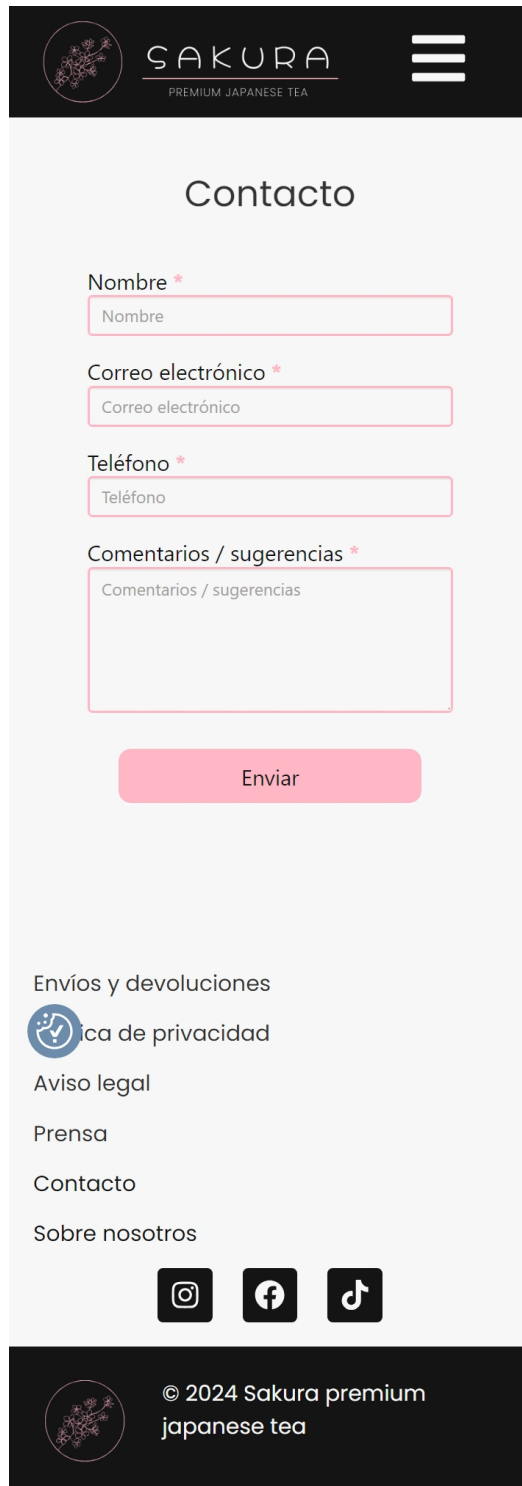 SAKURA
PREMIUM JAPANESE TEA
Contacto
Nombre *
Nombre
Correo electrónico *
Correo electrónico
Teléfono *
Teléfono
Comentarios / sugerencias *
Comentarios / sugerencias
Enviar
Envíos y devoluciones
ica de privacidad
Aviso legal
Prensa
Contacto
Sobre nosotros
© 2024 Sakura premium
japanese tea